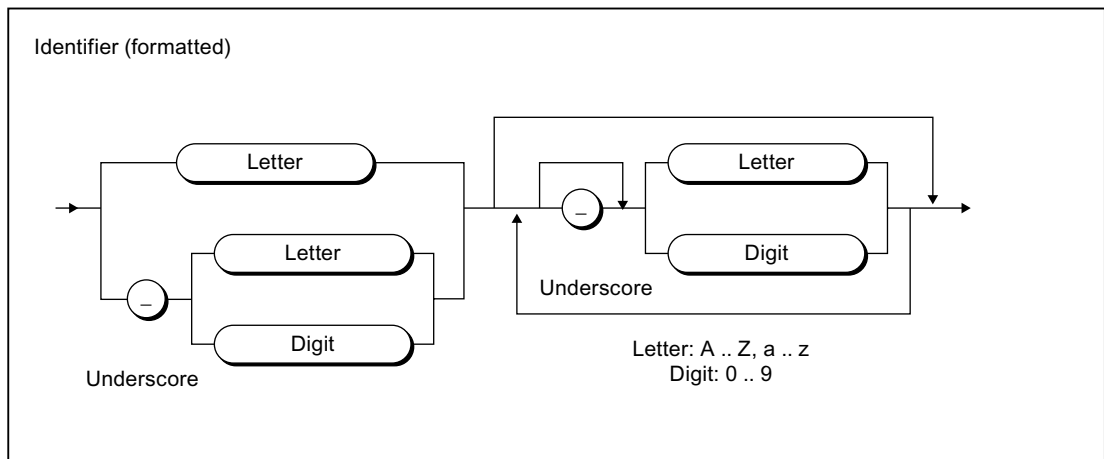 Identifier (formatted)
Letter
Letter
_
Letter
_
Digit
Underscore
Digit
Underscore
Letter: A .. Z, a .. z
Digit: 0 .. 9